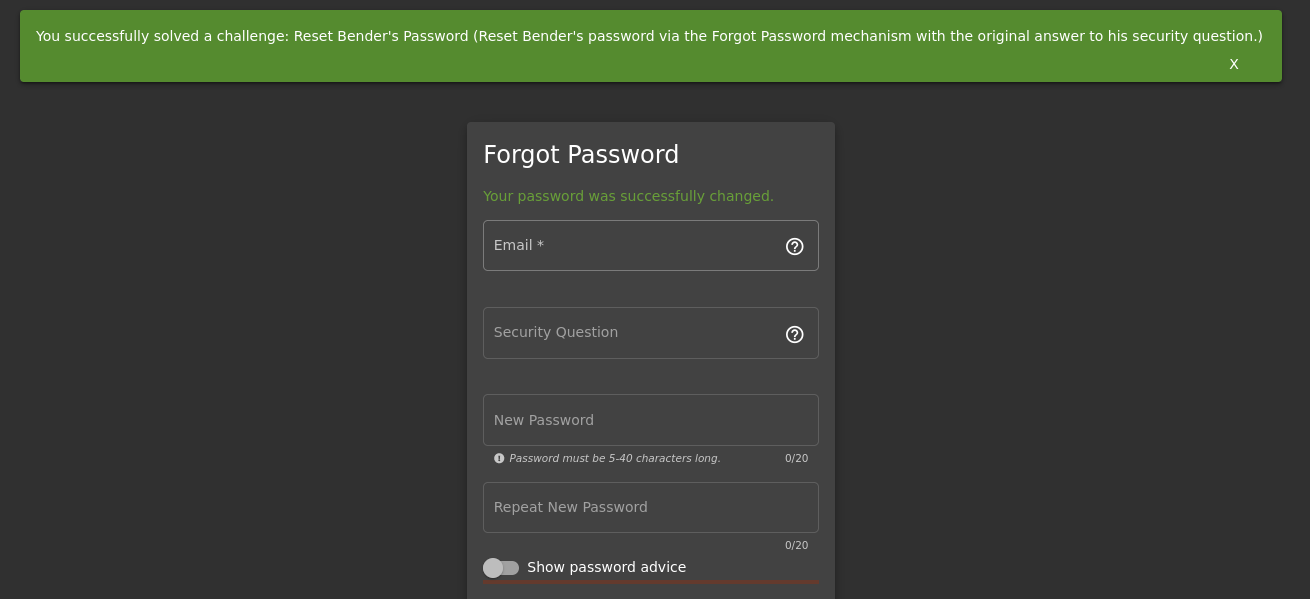 You successfully solved a challenge: Reset Bender's Password (Reset Bender's password via the Forgot Password mechanism with the original answer to his security question.)
X
Forgot Password
Your password was successfully changed.
Email *
Security Question
New Password
Password must be 5-40 characters long. 0/20
Repeat New Password
0/20
Show password advice